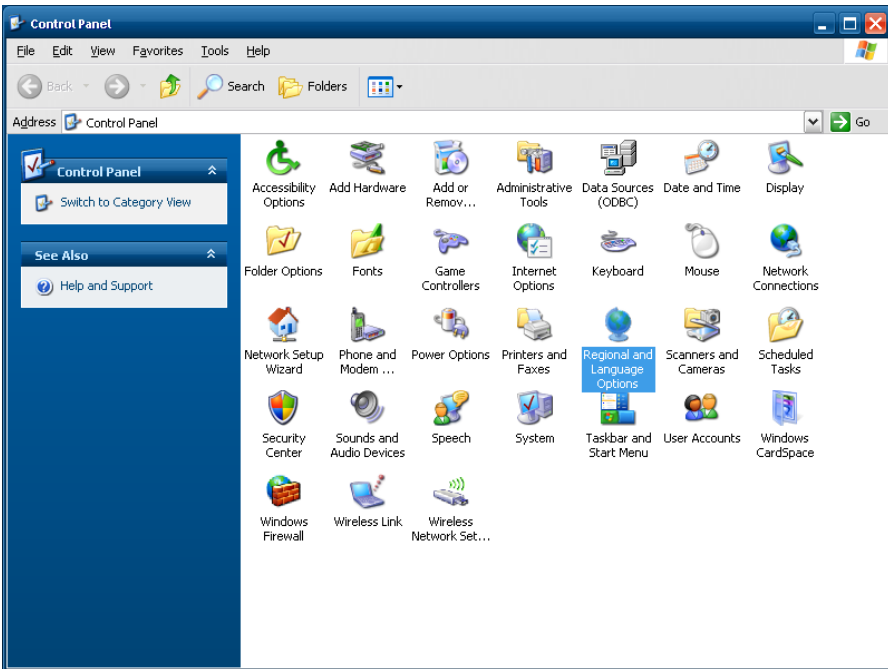 Control Panel
File Edit View Favorites Tools Help
Back Search Folders
Address Control Panel Go
Control Panel
Switch to Category View
See Also
Help and Support
Accessibility
Options
Add Hardware
Add or
Remov...
Administrative
Tools
Data Sources
(ODBC)
Date and Time
Display
Folder Options
Fonts
Game
Controllers
Internet
Options
Keyboard
Mouse
Network
Connections
Network Setup
Wizard
Phone and
Modem ...
Power Options
Printers and
Faxes
Regional and
Language
Options
Scanners and
Cameras
Scheduled
Tasks
Security
Center
Sounds and
Audio Devices
Speech
System
Taskbar and
Start Menu
User Accounts
Windows
CardSpace
Windows
Firewall
Wireless Link
Wireless
Network Set...